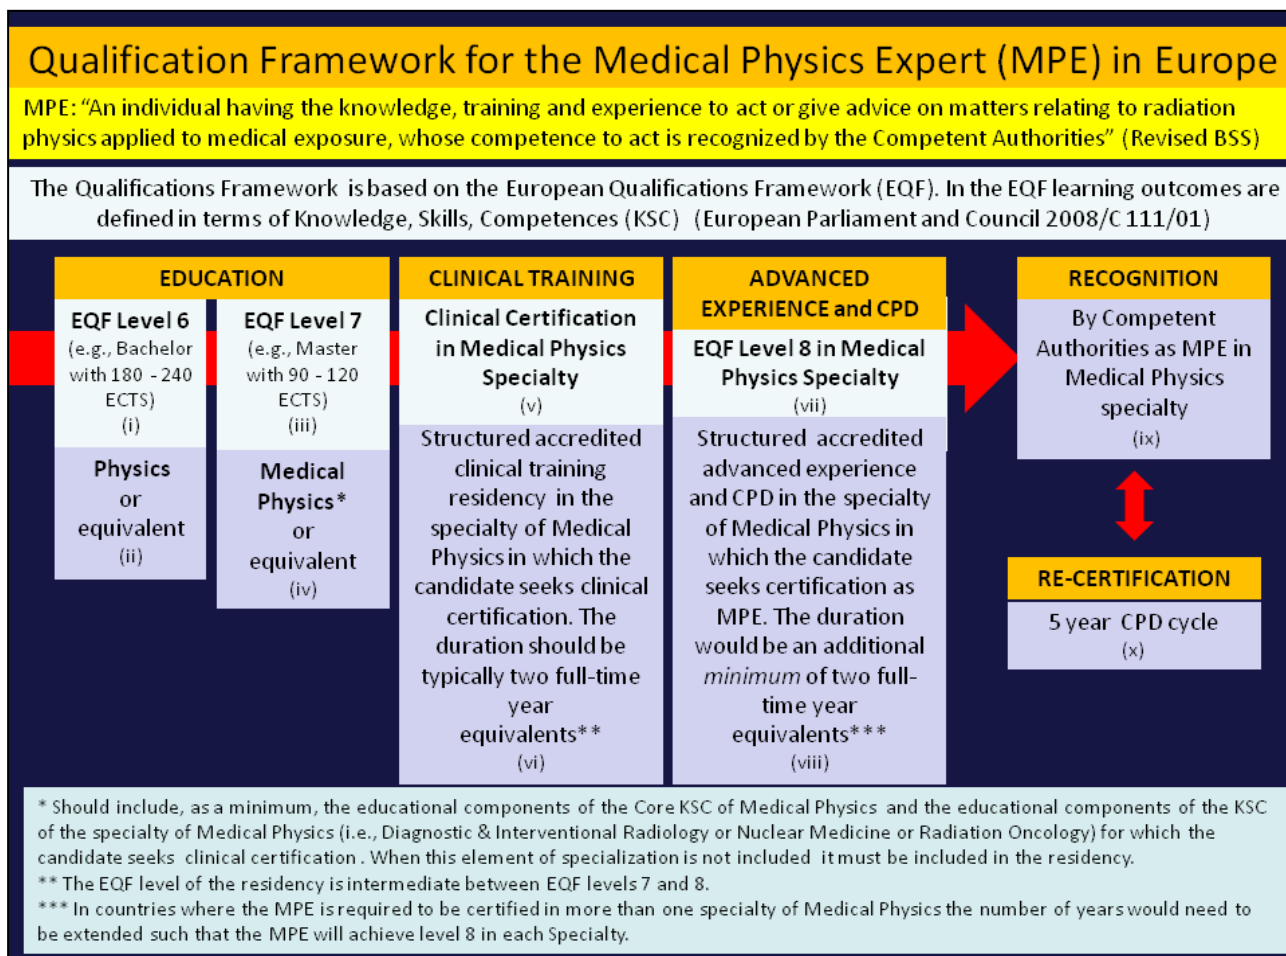 Qualification Framework for the Medical Physics Expert (MPE) in Europe
MPE: “An individual having the knowledge, training and experience to act or give advice on matters relating to radiation
physics applied to medical exposure, whose competence to act is recognized by the Competent Authorities” (Revised BSS)
The Qualifications Framework is based on the European Qualifications Framework (EQF). In the EQF learning outcomes are
defined in terms of Knowledge, Skills, Competences (KSC) (European Parliament and Council 2008/C 111/01)
EDUCATION
EQF Level 6
(e.g., Bachelor
with 180 - 240
ECTS)
(i)
Physics
or
equivalent
(ii)
EQF Level 7
(e.g., Master
with 90 - 120
ECTS)
(iii)
Medical
Physics*
or
equivalent
(iv)
CLINICAL TRAINING
Clinical Certification
in Medical Physics
Specialty
(v)
Structured accredited
clinical training
residency in the
specialty of Medical
Physics in which the
candidate seeks clinical
certification. The
duration should be
typically two full-time
year
equivalents**
(vi)
ADVANCED
EXPERIENCE and CPD
EQF Level 8 in Medical
Physics Specialty
(vii)
Structured accredited
advanced experience
and CPD in the specialty
of Medical Physics in
which the candidate
seeks certification as
MPE. The duration
would be an additional
minimum of two full-
time year
equivalents***
(viii)
RECOGNITION
By Competent
Authorities as MPE in
Medical Physics
specialty
(ix)
RE-CERTIFICATION
5 year CPD cycle
(x)
* Should include, as a minimum, the educational components of the Core KSC of Medical Physics and the educational components of the KSC
of the specialty of Medical Physics (i.e., Diagnostic & Interventional Radiology or Nuclear Medicine or Radiation Oncology) for which the
candidate seeks clinical certification . When this element of specialization is not included it must be included in the residency.
** The EQF level of the residency is intermediate between EQF levels 7 and 8.
*** In countries where the MPE is required to be certified in more than one specialty of Medical Physics the number of years would need to
be extended such that the MPE will achieve level 8 in each Specialty.